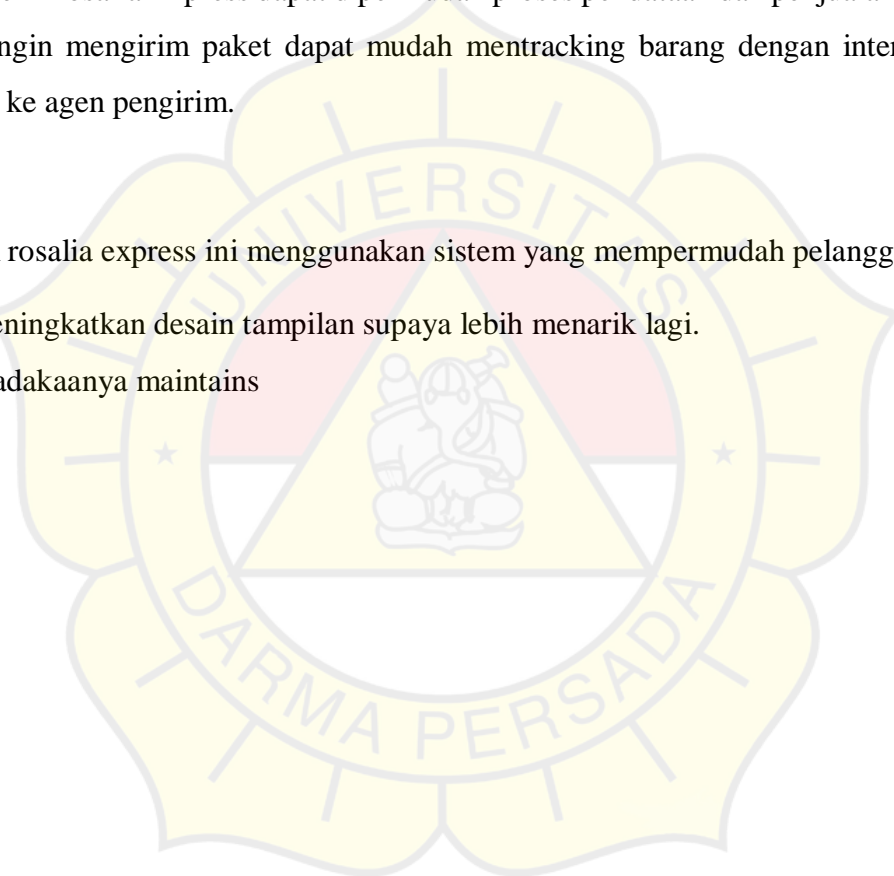 ngin mengirim paket dapat mudah mentracking barang dengan inter
ke agen pengirim.
rosalia express ini menggunakan sistem yang mempermudah pelangg
eningkatkan desain tampilan supaya lebih menarik lagi.
adakaanya maintains
UNIVERSITAS
DARMA PERSADA